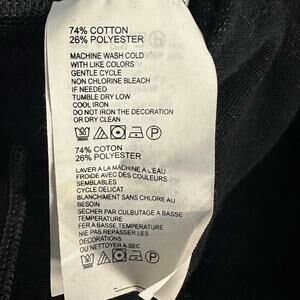 74% COTTON
26% POLYESTER
MACHINE WASH COLD
WITH LIKE COLORS
GENTLE CYCLE
NON CHLORINE BLEACH
IF NEEDED
TUMBLE DRY LOW
COOL IRON
DO NOT IRON THE DECORATION
OR DRY CLEAN
P
74% COTON
26% POLYESTER
LAVER A LA MACHINE A L'EAU
FROIDE AVEC DES COULEURS
SEMBLABLES
CYCLE DELICAT
BLANCHIMENT SANS CHLORE AU
BESOIN
SECHER PAR CULBUTAGE A BASSE
TEMPERATURE
FER A BASSE TEMPERATURE
NIE PAS REPASSER LES
DECORATIONS
OU NETTOYER A SEC
P